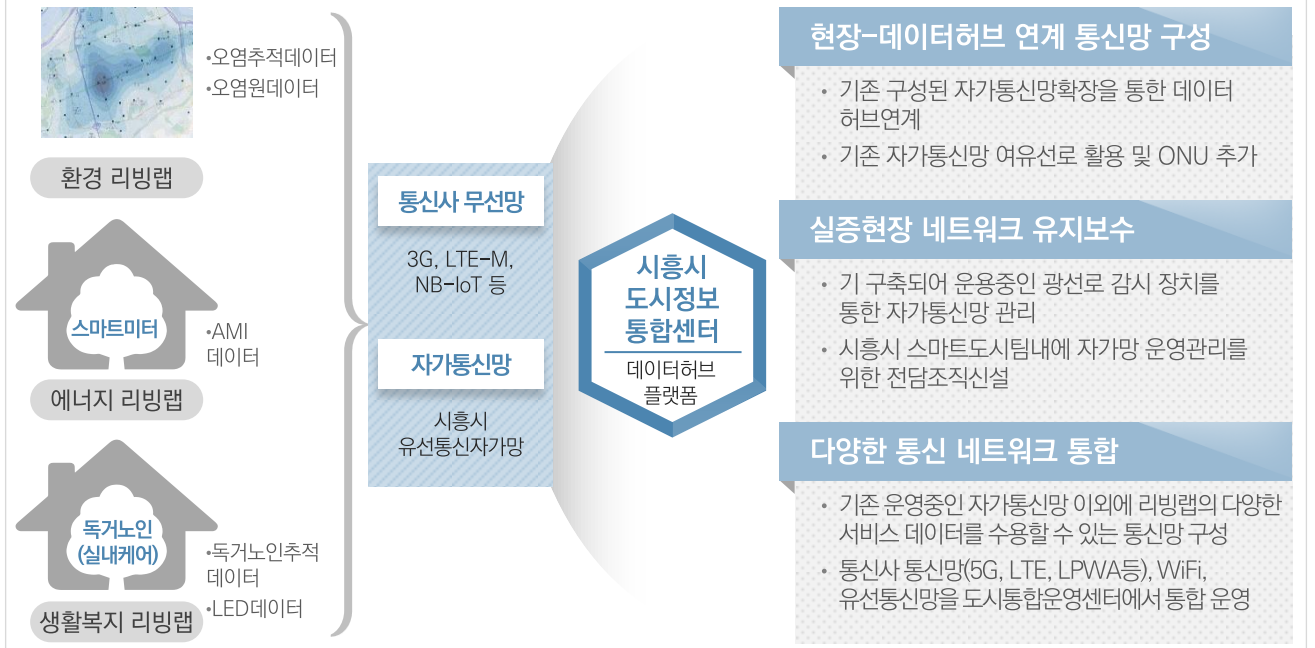 •오염추적데이터
•오염원데이터
환경 리빙랩
스마트미터
•AMI
데이터
에너지 리빙랩
독거노인
(실내케어)
•독거노인추적
데이터
•LED데이터
생활복지 리빙랩
통신사 무선망
3G, LTE-M,
NB-IoT 등
자가통신망
시흥시
유선통신자가망
시흥시
도시정보
통합센터
데이터허브
플랫폼
현장-데이터허브 연계 통신망 구성
• 기존 구성된 자가통신망확장을 통한 데이터
허브연계
• 기존 자가통신망 여유선로 활용 및 ONU 추가
실증현장 네트워크 유지보수
• 기 구축되어 운용중인 광선로 감시 장치를
통한 자가통신망 관리
• 시흥시 스마트도시팀내에 자가망 운영관리를
위한 전담조직신설
다양한 통신 네트워크 통합
• 기존 운영중인 자가통신망 이외에 리빙랩의 다양한
서비스 데이터를 수용할 수 있는 통신망 구성
• 통신사 통신망(5G, LTE, LPWA등), WiFi,
유선통신망을 도시통합운영센터에서 통합 운영